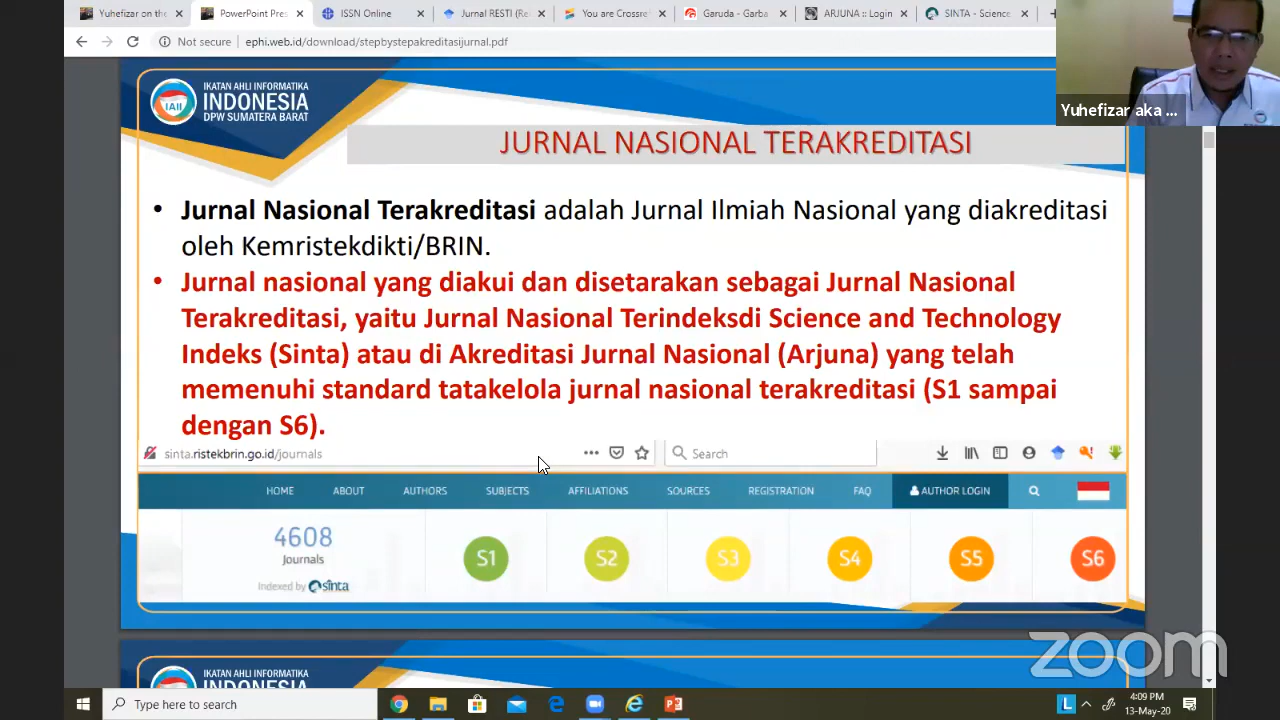 Yuhefizar on the
PowerPoint Pres
ISSN Online
Jurnal RESTI (Re
You are Crossre
Garuda - Garba
ARJUNA :: Login
SINTA - Science
Not secure
ephi.web.id/download/stepbystepakreditasijurnal.pdf
Yuhefizar aka ...
IAII
IKATAN AHLI INFORMATIKA
INDONESIA
DPW SUMATERA BARAT
JURNAL NASIONAL TERAKREDITASI
• Jurnal Nasional Terakreditasi adalah Jurnal Ilmiah Nasional yang diakreditasi
oleh Kemristekdikti/BRIN.
• Jurnal nasional yang diakui dan disetarakan sebagai Jurnal Nasional
Terakreditasi, yaitu Jurnal Nasional Terindeksdi Science and Technology
Indeks (Sinta) atau di Akreditasi Jurnal Nasional (Arjuna) yang telah
memenuhi standard tatakelola jurnal nasional terakreditasi (S1 sampai
dengan S6).
sinta.ristekbrin.go.id/journals
Search
HOME
ABOUT
AUTHORS
SUBJECTS
AFFILIATIONS
SOURCES
REGISTRATION
FAQ
AUTHOR LOGIN
4608
Journals
Indexed by sinta
S1
S2
S3
S4
S5
S6
IKATAN AHLI INFORMATIKA
INDONESIA
zoom
Type here to search
L
4:09 PM
13-May-20